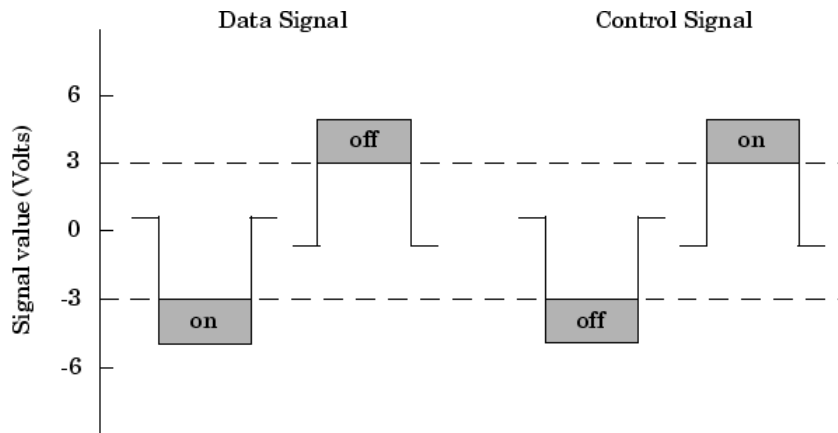 Data Signal
Control Signal
Signal value (Volts)
6
3
0
-3
-6
off
on
on
off